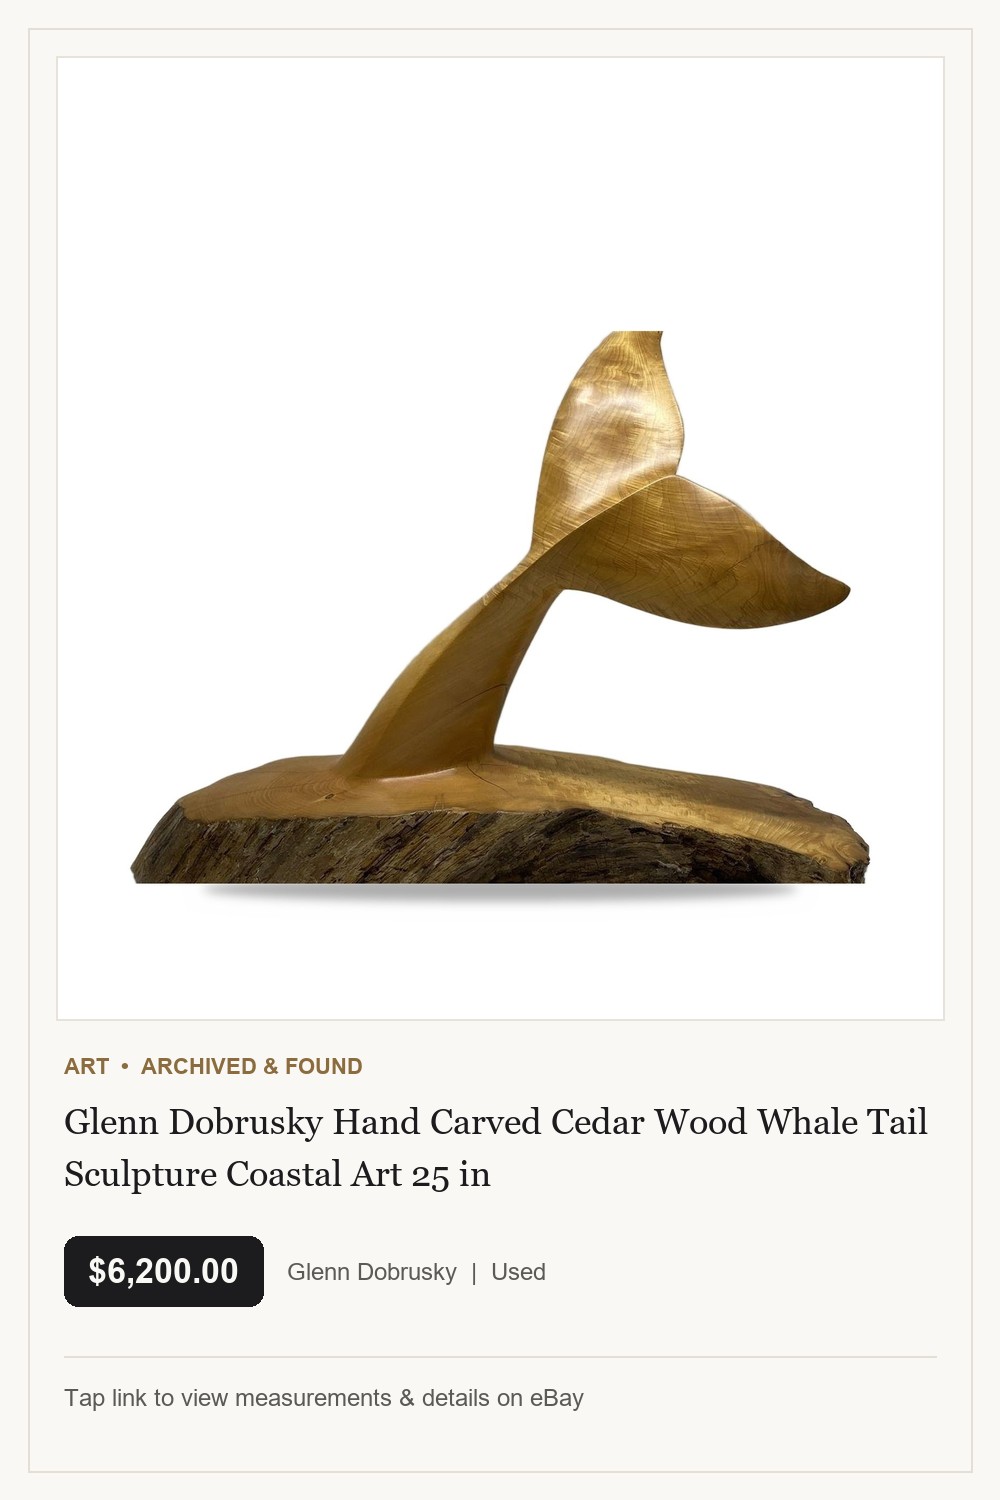 ART • ARCHIVED & FOUND
Glenn Dobrusky Hand Carved Cedar Wood Whale Tail
Sculpture Coastal Art 25 in
$6,200.00
Glenn Dobrusky | Used
Tap link to view measurements & details on eBay